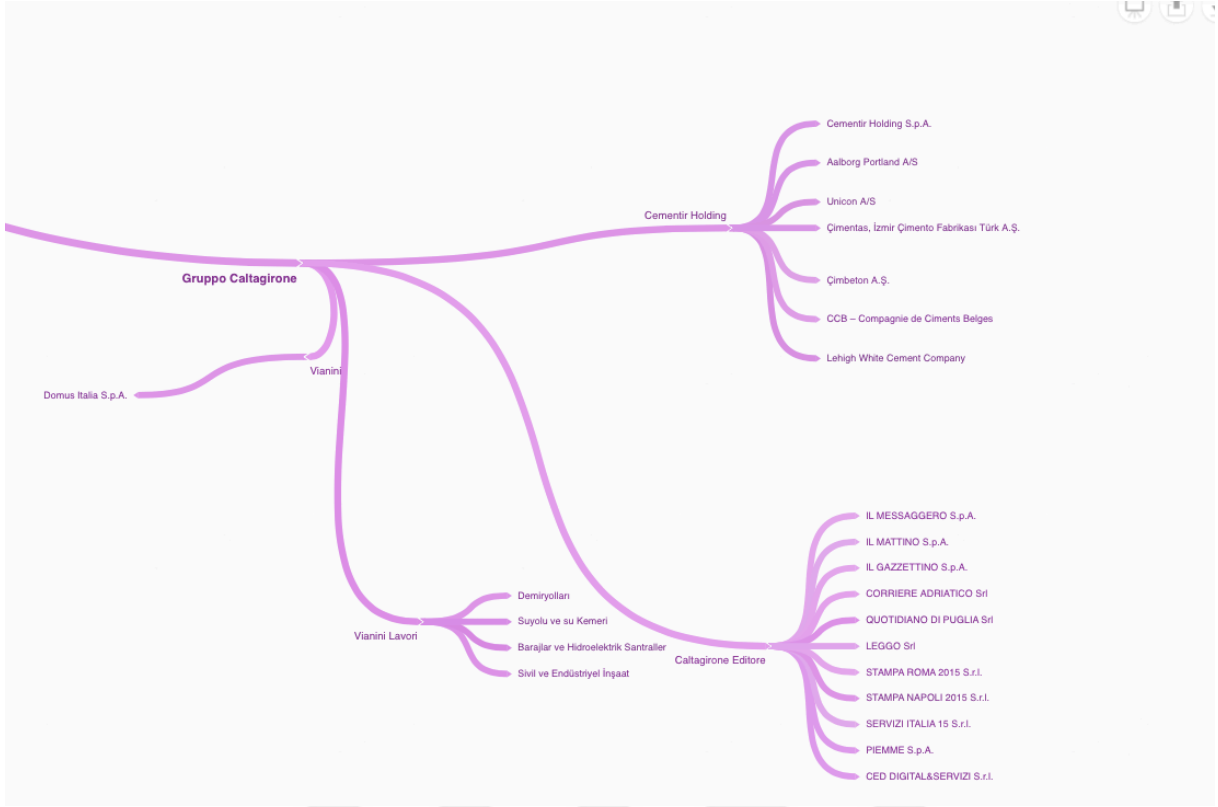 Gruppo Caltagirone
Cementir Holding
Cementir Holding S.p.A.
Aalborg Portland A/S
Unicon A/S
Çimentas, İzmir Çimento Fabrikası Türk A.Ş.
Çimbeton A.Ş.
CCB – Compagnie de Ciments Belges
Lehigh White Cement Company
Vianini
Domus Italia S.p.A.
Vianini Lavori
Demiryolları
Suyolu ve su Kemeri
Barajlar ve Hidroelektrik Santraller
Sivil ve Endüstriyel İnşaat
Caltagirone Editore
IL MESSAGGERO S.p.A.
IL MATTINO S.p.A.
IL GAZZETTINO S.p.A.
CORRIERE ADRIATICO Srl
QUOTIDIANO DI PUGLIA Srl
LEGGO Srl
STAMPA ROMA 2015 S.r.l.
STAMPA NAPOLI 2015 S.r.l.
SERVIZI ITALIA 15 S.r.l.
PIEMME S.p.A.
CED DIGITAL&SERVIZI S.r.l.